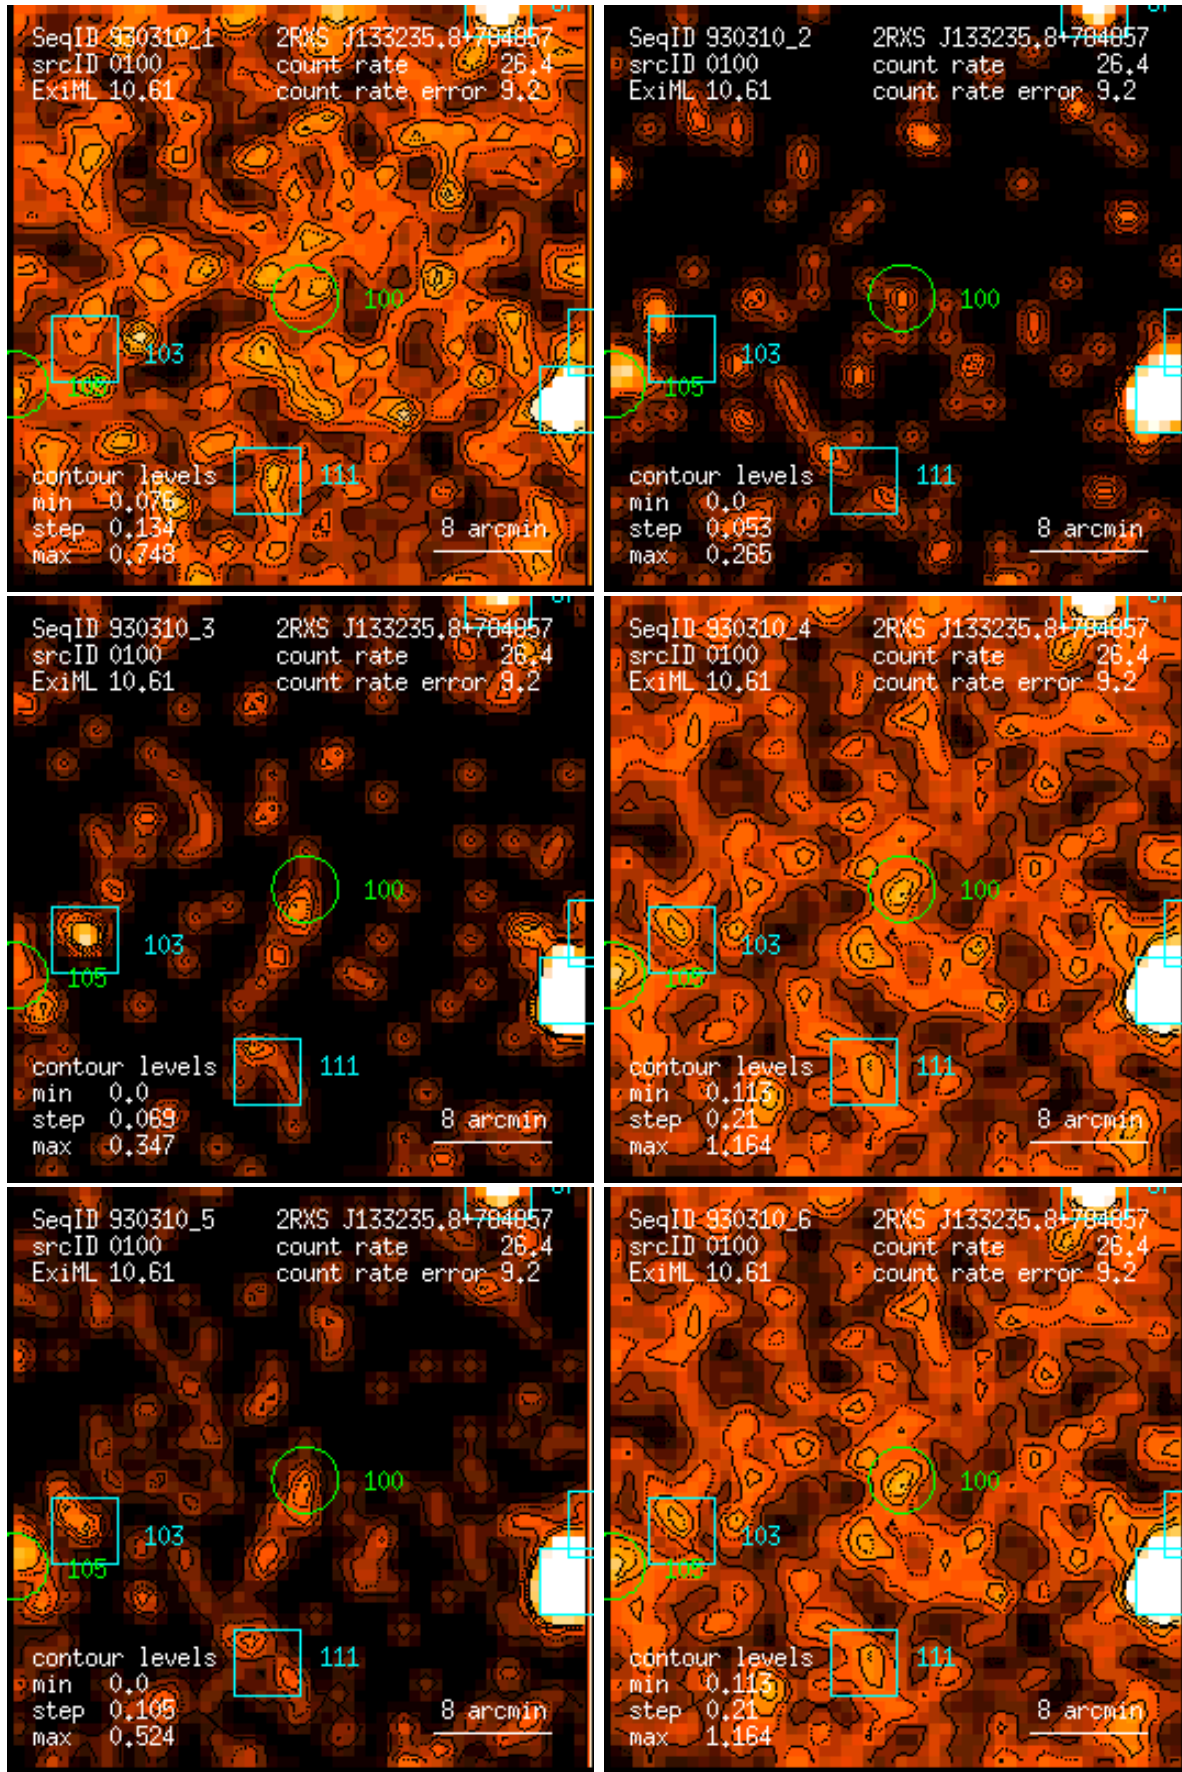 SeqID 930310_1 2RXS J133235.8+704057
srcID 0100 count rate 26.4
ExiML 10.61 count rate error 9.2
100
103
105
111
contour levels
min 0.076
step 0.134
max 0.748
8 arcmin
SeqID 930310_2 2RXS J133235.8+704057
srcID 0100 count rate 26.4
ExiML 10.61 count rate error 9.2
100
103
105
111
contour levels
min 0.0
step 0.053
max 0.265
8 arcmin
SeqID 930310_3 2RXS J133235.8+704057
srcID 0100 count rate 26.4
ExiML 10.61 count rate error 9.2
100
103
105
111
contour levels
min 0.0
step 0.069
max 0.347
8 arcmin
SeqID 930310_4 2RXS J133235.8+704057
srcID 0100 count rate 26.4
ExiML 10.61 count rate error 9.2
100
103
105
111
contour levels
min 0.113
step 0.21
max 1.164
8 arcmin
SeqID 930310_5 2RXS J133235.8+704057
srcID 0100 count rate 26.4
ExiML 10.61 count rate error 9.2
100
103
105
111
contour levels
min 0.0
step 0.105
max 0.524
8 arcmin
SeqID 930310_6 2RXS J133235.8+704057
srcID 0100 count rate 26.4
ExiML 10.61 count rate error 9.2
100
103
105
111
contour levels
min 0.113
step 0.21
max 1.164
8 arcmin